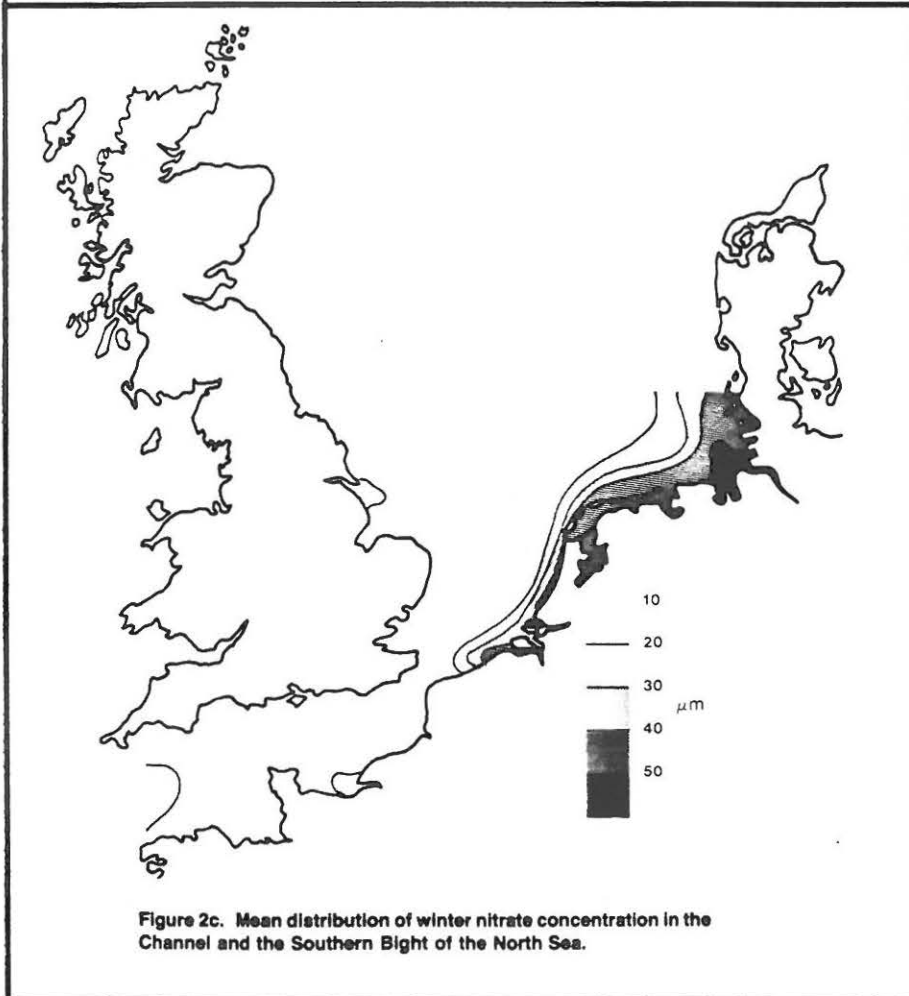 10
20
30
μm
40
50
Figure 2c. Mean distribution of winter nitrate concentration in the
Channel and the Southern Bight of the North Sea.